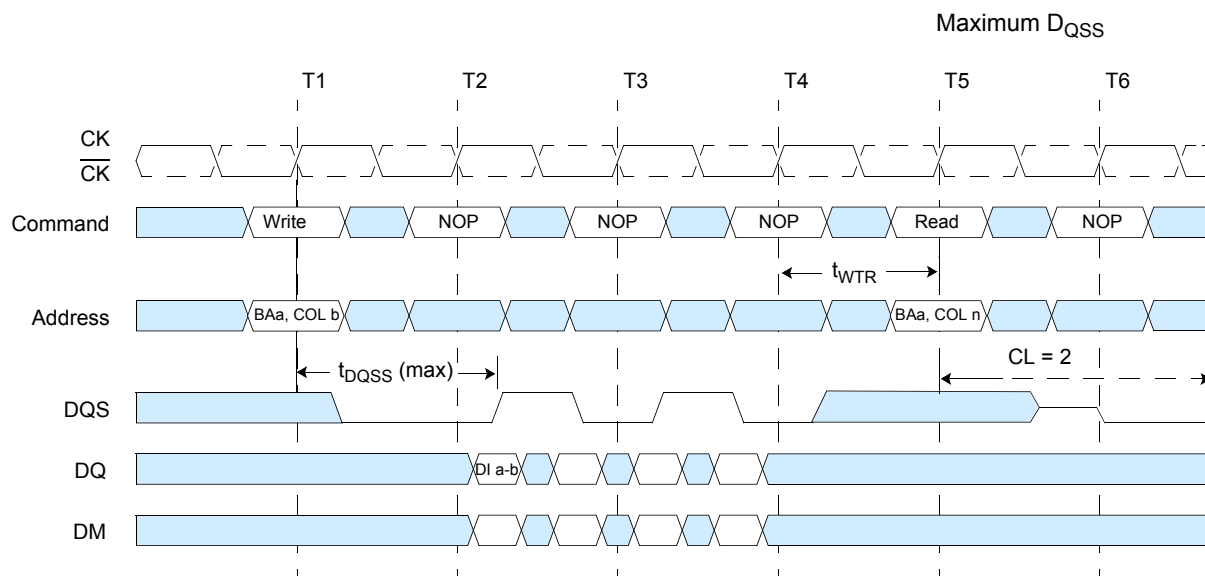 Maximum DQSS
T1 T2 T3 T4 T5 T6
CK
CK
Command Write NOP NOP NOP Read NOP
tWTR
Address BAa, COL b BAa, COL n
tDQSS (max) CL = 2
DQS
DQ DI a-b
DM